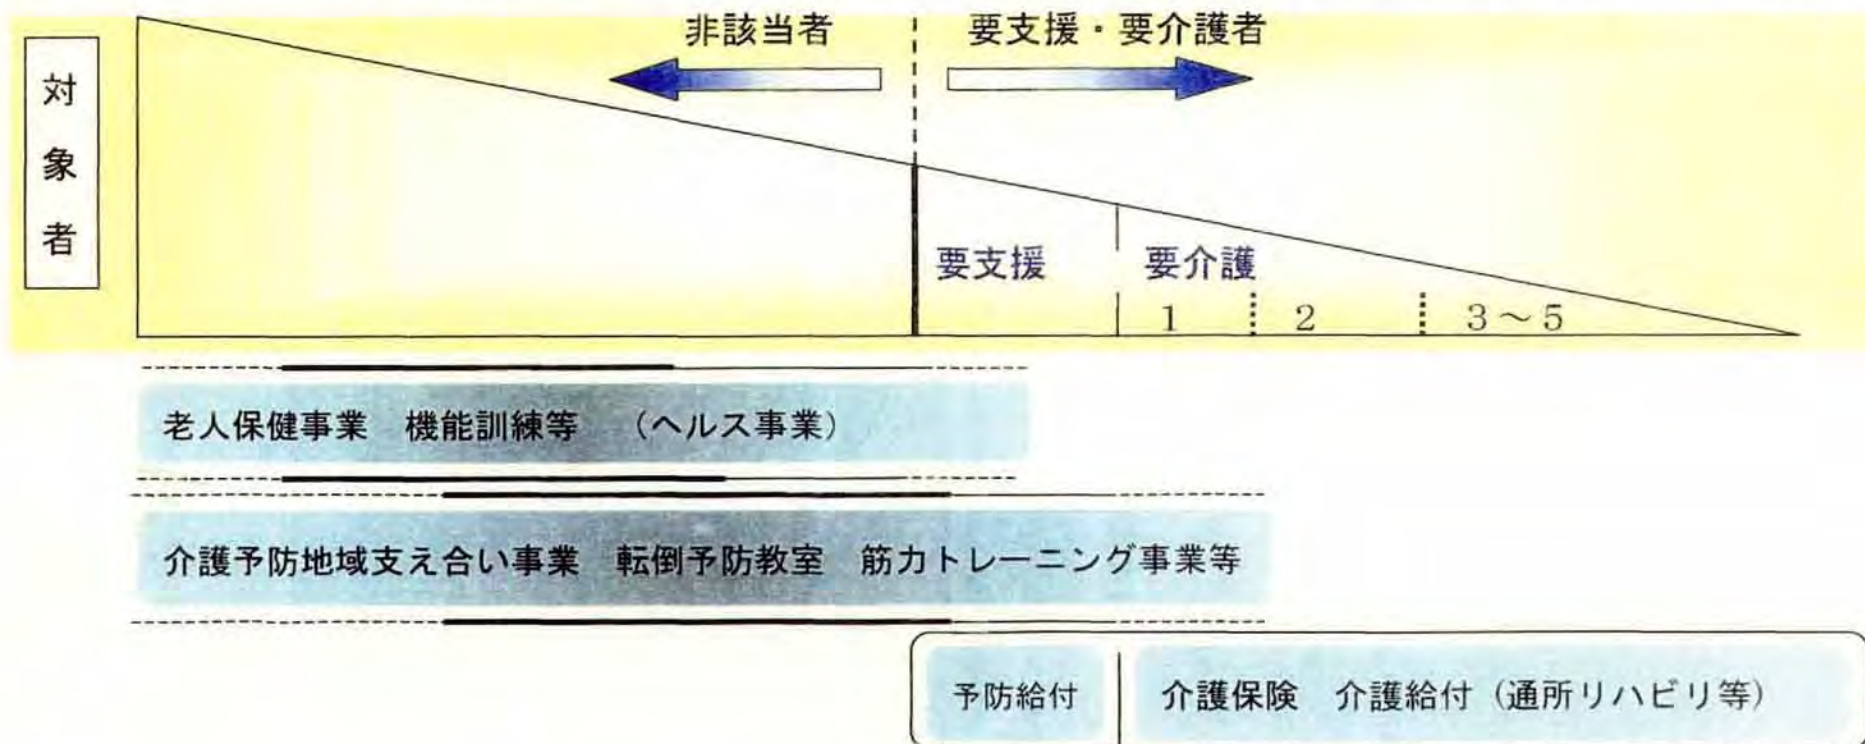 非該当者
要支援・要介護者
対象者
要支援
要介護
1
2
3～5
老人保健事業 機能訓練等 （ヘルス事業）
介護予防地域支え合い事業 転倒予防教室 筋力トレーニング事業等
予防給付
介護保険 介護給付（通所リハビリ等）